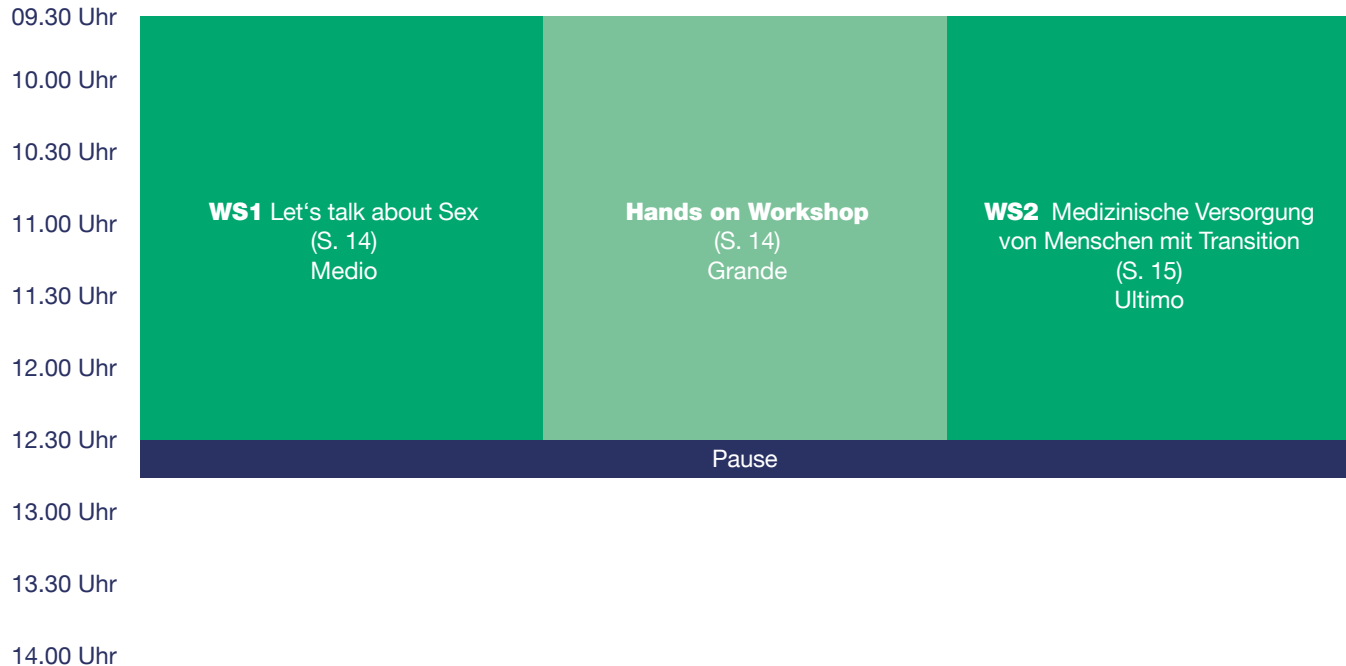 09.30 Uhr
10.00 Uhr
10.30 Uhr
11.00 Uhr
11.30 Uhr
12.00 Uhr
12.30 Uhr
13.00 Uhr
13.30 Uhr
14.00 Uhr
WS1 Let‘s talk about Sex
(S. 14)
Medio
Hands on Workshop
(S. 14)
Grande
WS2 Medizinische Versorgung
von Menschen mit Transition
(S. 15)
Ultimo
Pause